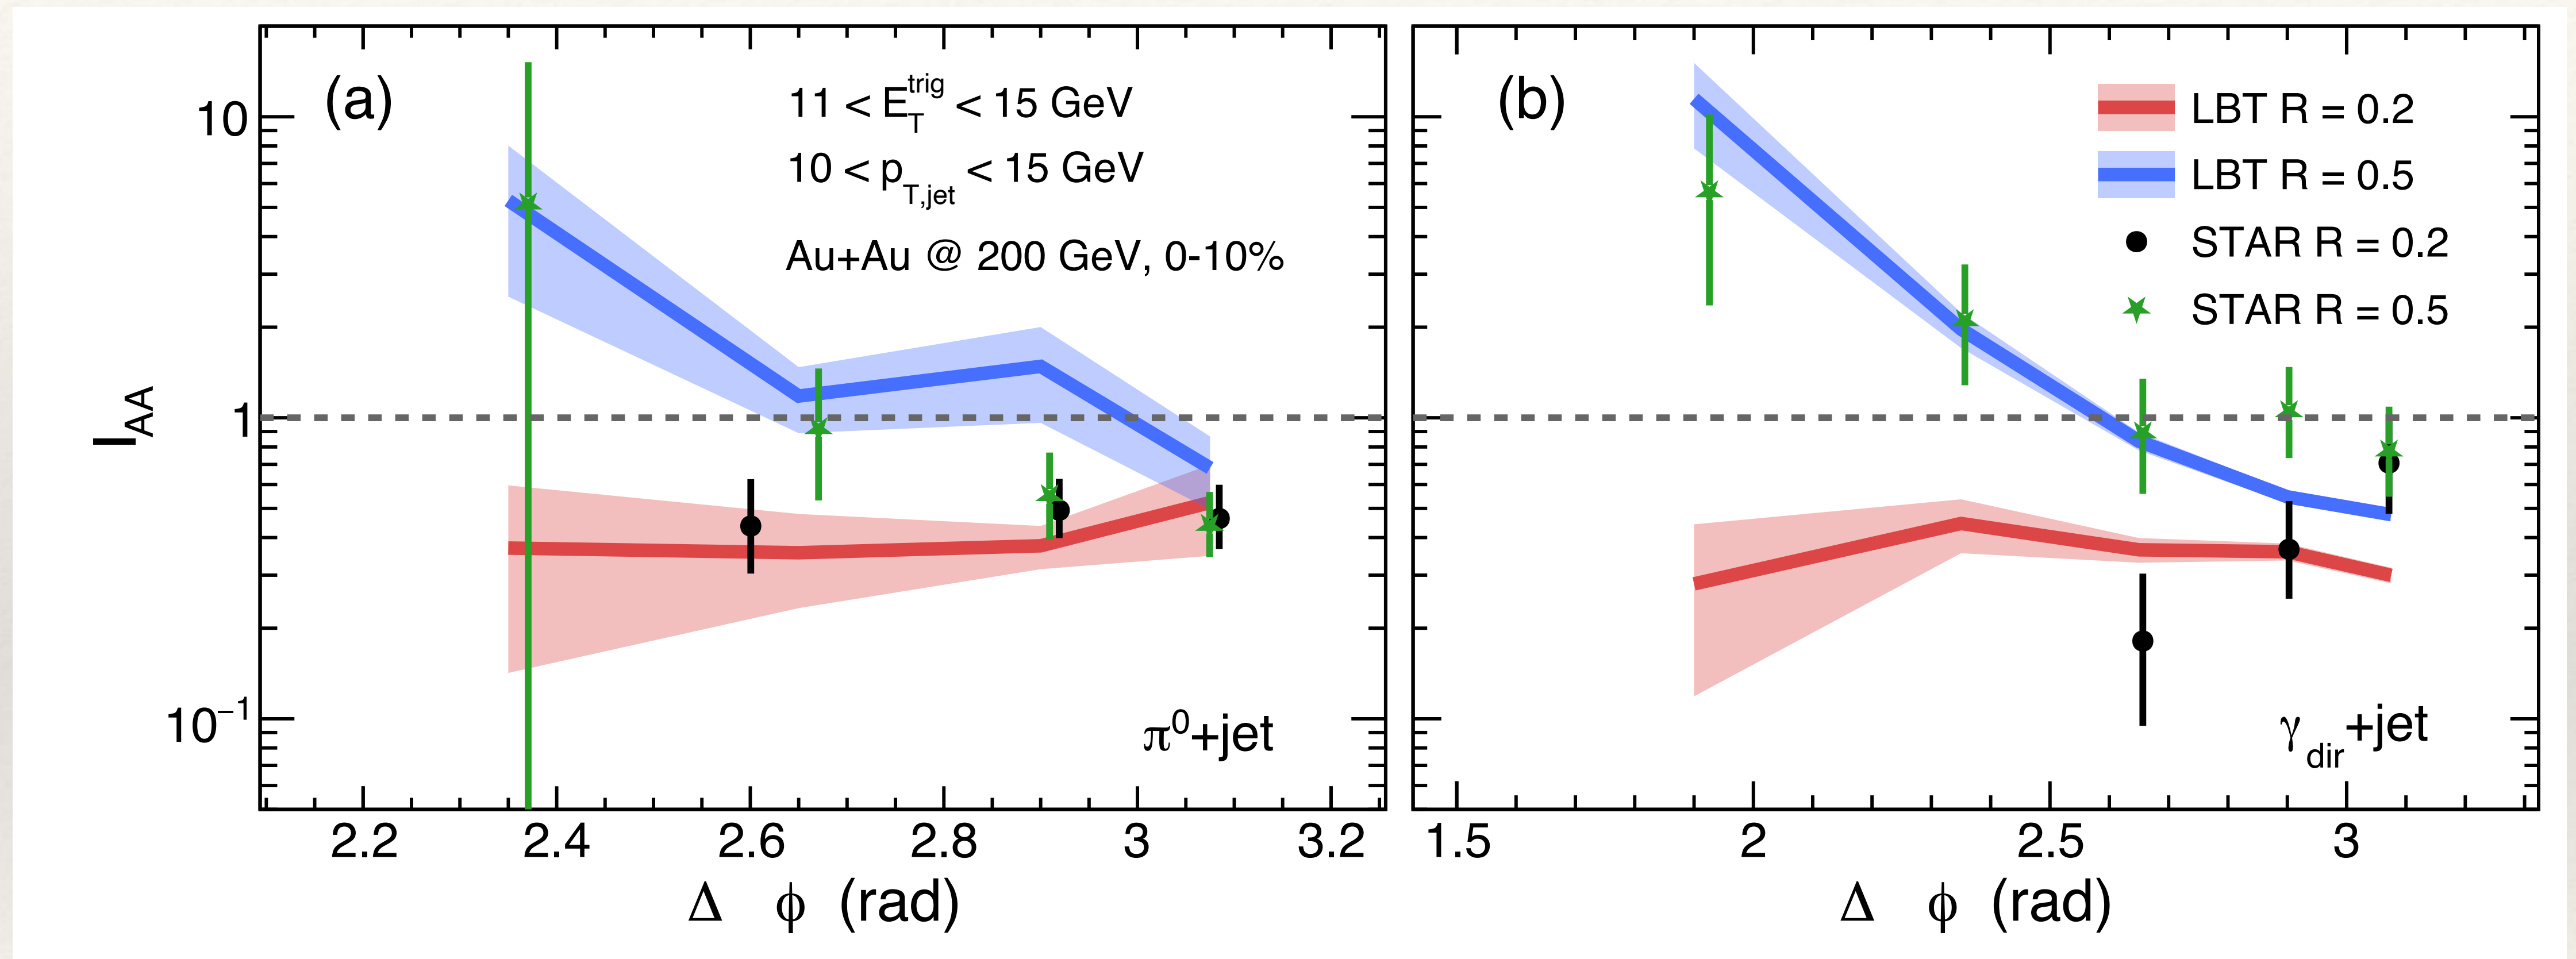 (a)
11 < E_T^trig < 15 GeV
10 < p_T,jet < 15 GeV
Au+Au @ 200 GeV, 0-10%
π⁰+jet
I_AA
10
1
10⁻¹
2.2 2.4 2.6 2.8 3 3.2
Δ ϕ (rad)
(b)
LBT R = 0.2
LBT R = 0.5
STAR R = 0.2
STAR R = 0.5
γ_dir+jet
1.5 2 2.5 3
Δ ϕ (rad)